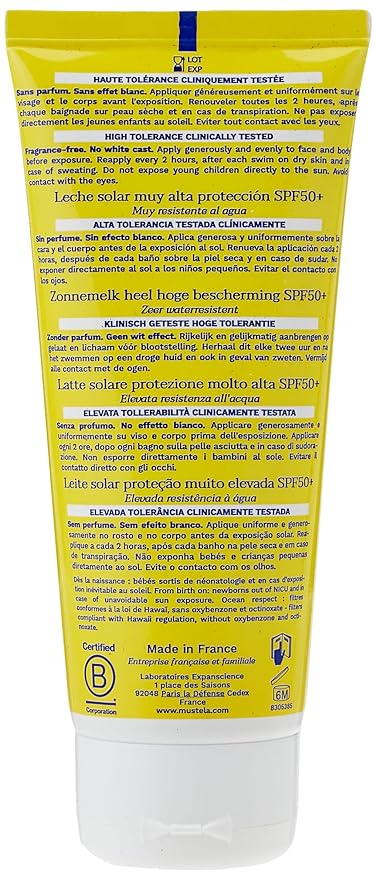 LOT
EXP
HAUTE TOLÉRANCE CLINIQUEMENT TESTÉE
Sans parfum. Sans effet blanc. Appliquer généreusement et uniformément sur le
visage et le corps avant l'exposition. Renouveler toutes les 2 heures, après
chaque baignade sur peau sèche et en cas de transpiration. Ne pas exposer
directement les jeunes enfants au soleil. Eviter tout contact avec les yeux.
HIGH TOLERANCE CLINICALLY TESTED
Fragrance-free. No white cast. Apply generously and evenly to face and body
before exposure. Reapply every 2 hours, after each swim on dry skin and in
case of sweating. Do not expose young children directly to the sun. Avoid
contact with the eyes.
Leche solar muy alta protección SPF50+
Muy resistente al agua
ALTA TOLERANCIA TESTADA CLÍNICAMENTE
Sin perfume. Sin efecto blanco. Aplica generosa y uniformemente sobre la
cara y el cuerpo antes de la exposición al sol. Renueva la aplicación cada 2
horas, después de cada baño sobre la piel seca y en caso de sudar. No
exponer directamente al sol a los niños pequeños. Evitar el contacto con
los ojos.
Zonnemelk heel hoge bescherming SPF50+
Zeer waterresistent
KLINISCH GETESTE HOGE TOLERANTIE
Zonder parfum. Geen wit effect. Rijkelijk en gelijkmatig aanbrengen op
gelaat en lichaam vóór blootstelling. Herhaal dit elke twee uur en na
het zwemmen op een droge huid en ook in geval van zweten. Vermijd
alle contact met de ogen.
Latte solare protezione molto alta SPF50+
Elevata resistenza all'acqua
ELEVATA TOLLERABILITÀ CLINICAMENTE TESTATA
Senza profumo. No effetto bianco. Applicare generosamente e
uniformemente su viso e corpo prima dell'esposizione. Applicare
ogni 2 ore, dopo ogni bagno sulla pelle asciutta e in caso di sudo-
razione. Non esporre direttamente i bambini al sole. Evitare il
contatto diretto con gli occhi.
Leite solar proteção muito elevada SPF50+
Elevada resistência à água
ELEVADA TOLERÂNCIA CLINICAMENTE TESTADA
Sem perfume. Sem efeito branco. Aplique uniforme e genero-
samente no rosto e no corpo antes da exposição solar. Rea-
plique a cada 2 horas, após cada banho na pele seca e em caso
de transpiração. Não exponha bebés e crianças pequenas
diretamente ao sol. Evite o contacto com os olhos.
Dès la naissance : bébés sortis de néonatologie et en cas d'exposi-
tion inévitable au soleil. From birth on: newborns out of NICU and in
case of unavoidable sun exposure. Ocean respect : filtres
conformes à la loi de Hawaï, sans oxybenzone et octinoxate - filters
compliant with Hawaii regulation, without oxybenzone and octi-
noxate.
Certified
B
Corporation
Made in France
Entreprise française et familiale
Laboratoires Expanscience
1 place des Saisons
92048 Paris la Défense Cedex
France
www.mustela.com
6M
8305385